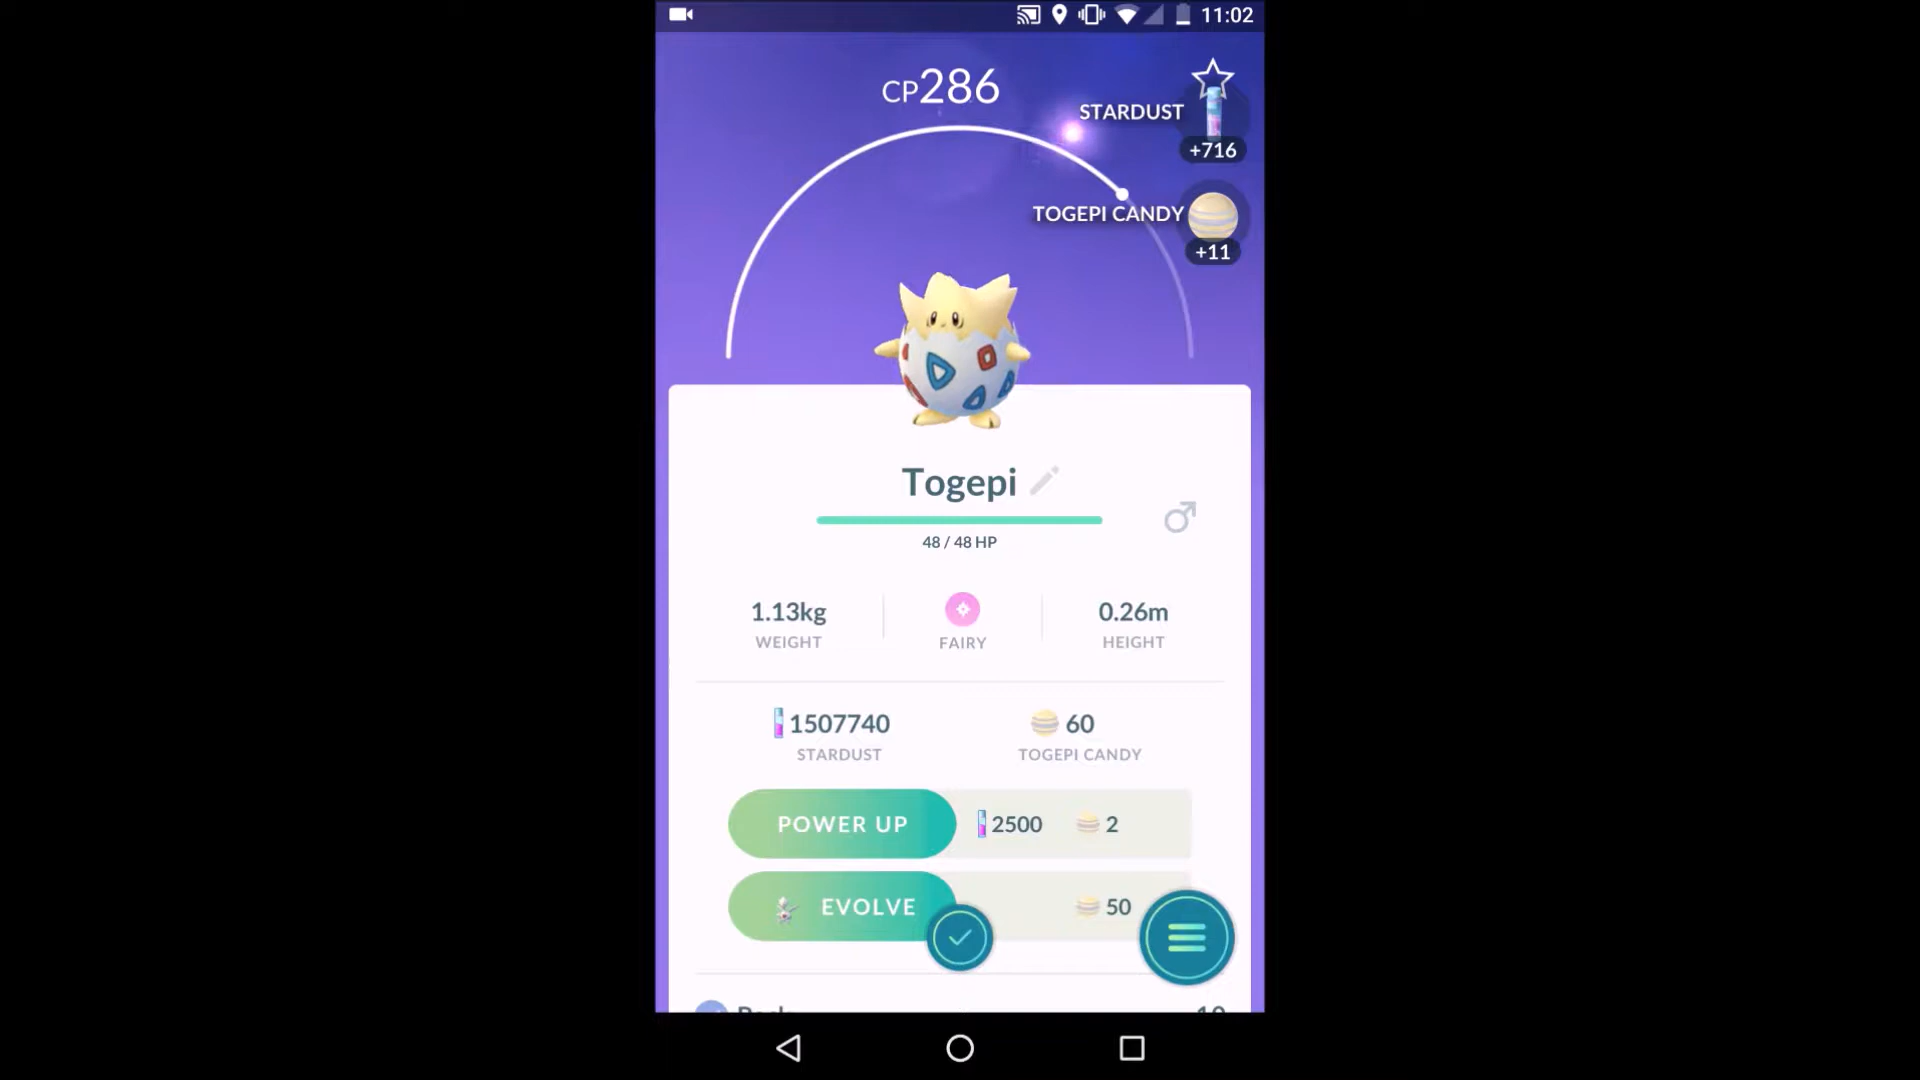 11:02
CP286
STARDUST
+716
TOGEPI CANDY
+11
Togepi
48 / 48 HP
1.13kg
WEIGHT
FAIRY
0.26m
HEIGHT
1507740
STARDUST
60
TOGEPI CANDY
POWER UP 2500 2
EVOLVE 50